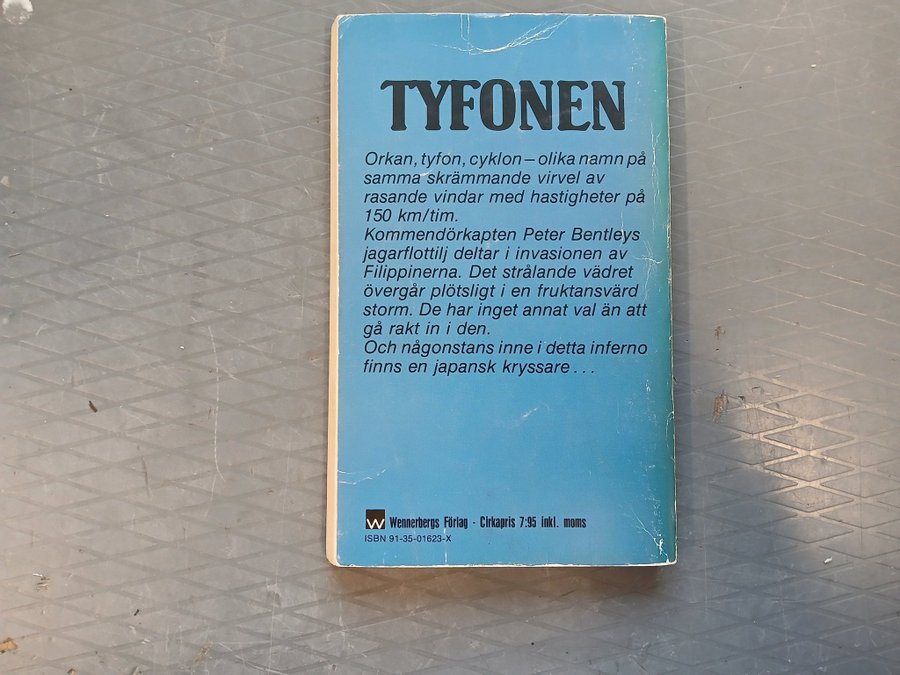 TYFONEN
Orkan, tyfon, cyklon – olika namn på
samma skrämmande virvel av
rasande vindar med hastigheter på
150 km/tim.
Kommendörkapten Peter Bentleys
jagarflottilj deltar i invasionen av
Filippinerna. Det strålande vädret
övergår plötsligt i en fruktansvärd
storm. De har inget annat val än att
gå rakt in i den.
Och någonstans inne i detta inferno
finns en japansk kryssare . . .
W Wennerbergs Förlag · Cirkapris 7:95 inkl. moms
ISBN 91-35-01623-X